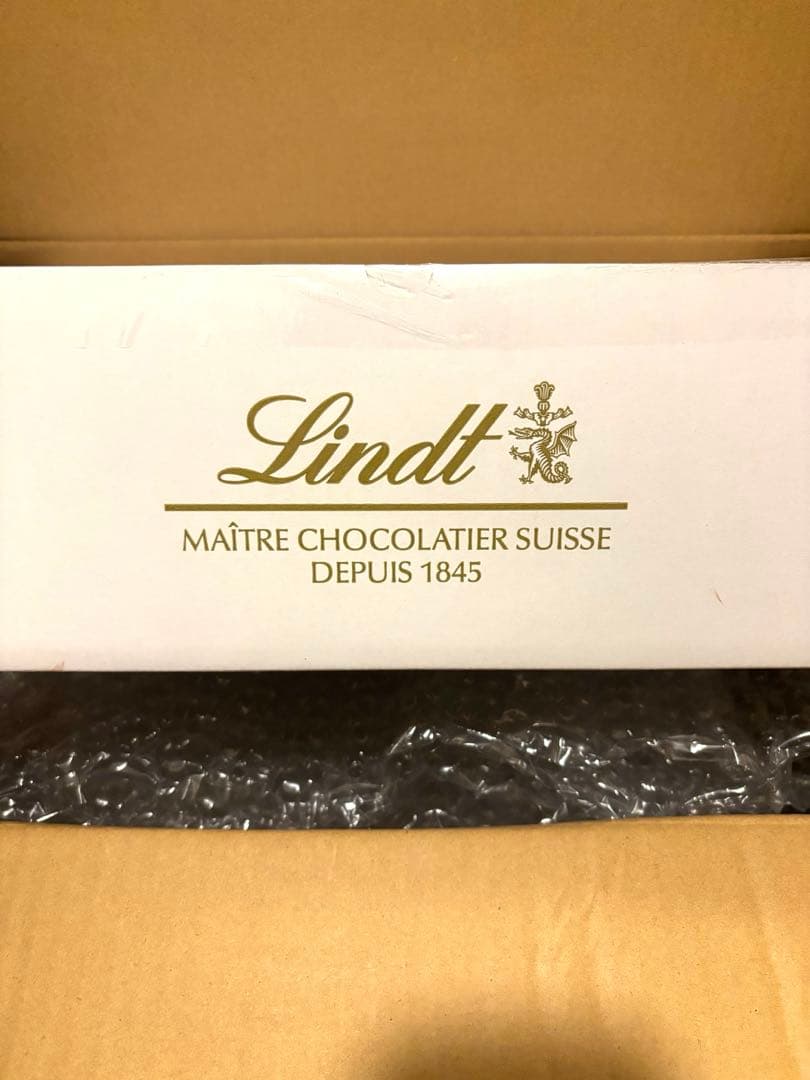 Lindt
MAÎTRE CHOCOLATIER SUISSE
DEPUIS 1845